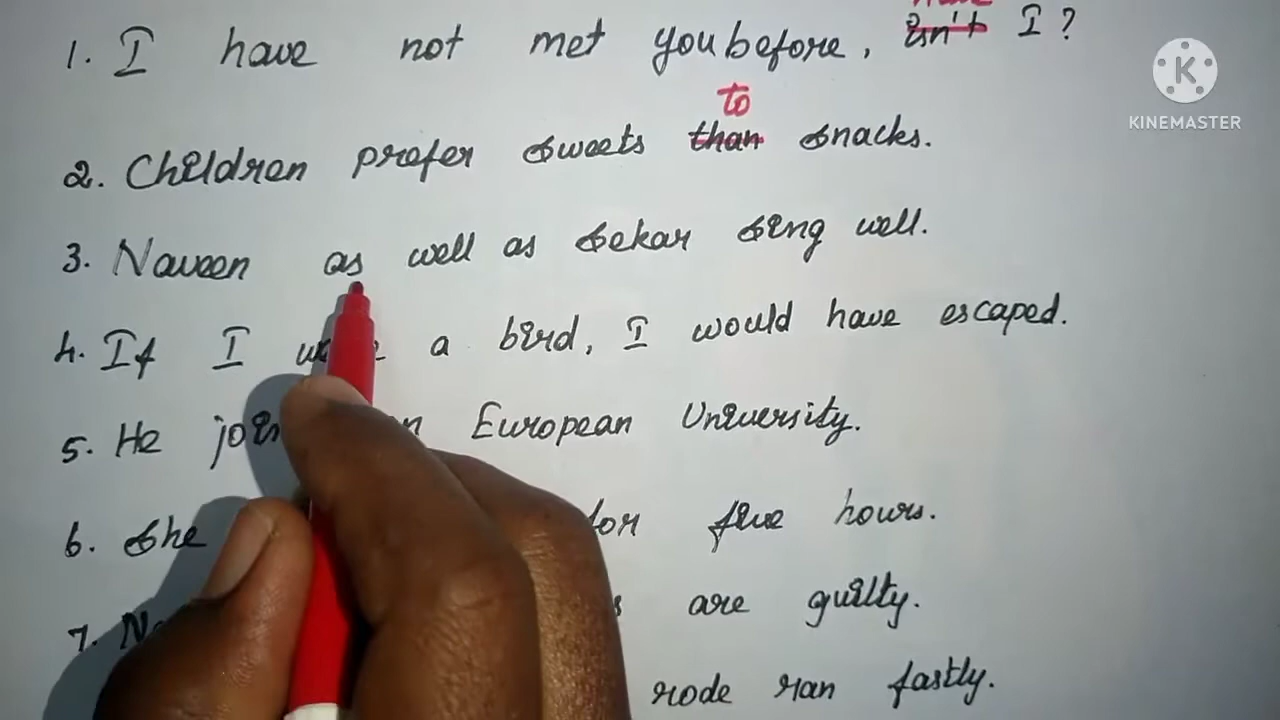 1. I have not met you before, isn't I?
KINEMASTER
to
2. Children prefer sweets than snacks.
3. Naveen as well as Sekar sing well.
4. If I a bird, I would have escaped.
5. He European University.
6. She for five hours.
7. are guilty.
rode ran fastly.